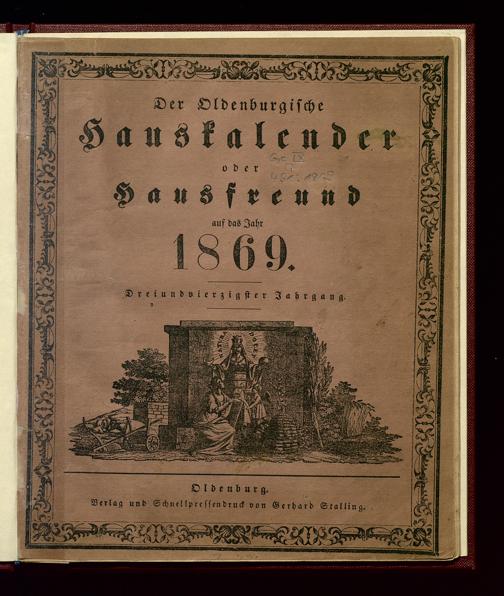 Der Oldenburgische
Hauskalender
oder
Hausfreund
auf das Jahr
1869.
Dreiundvierzigster Jahrgang.
Oldenburg.
Verlag und Schnellpressendruck von Gerhard Stalling.